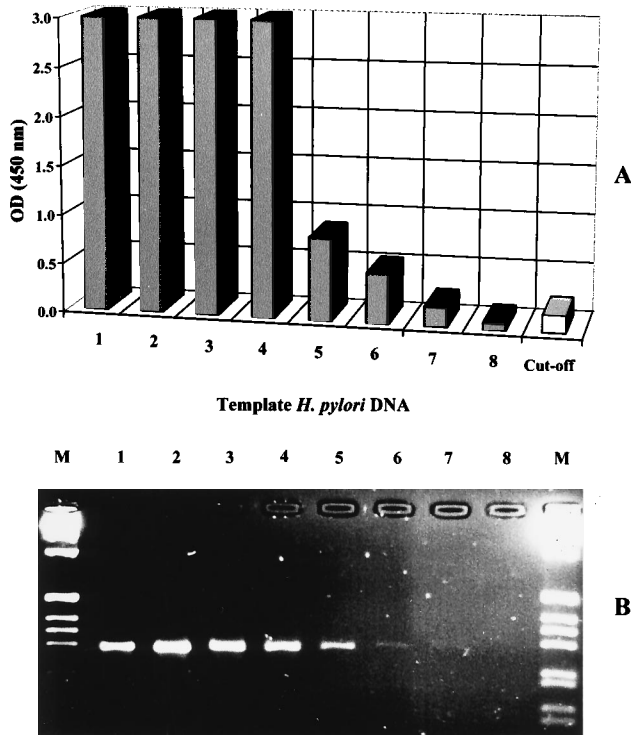 3.0
2.5
2.0
1.5
1.0
0.5
0.0
OD (450 nm)
A
1 2 3 4 5 6 7 8 Cut-off
Template H. pylori DNA
M 1 2 3 4 5 6 7 8 M
B